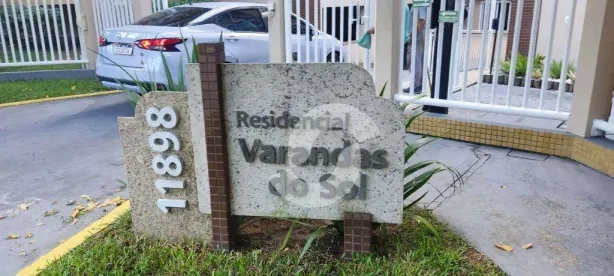 11898
Residencial
Varandas
do Sol